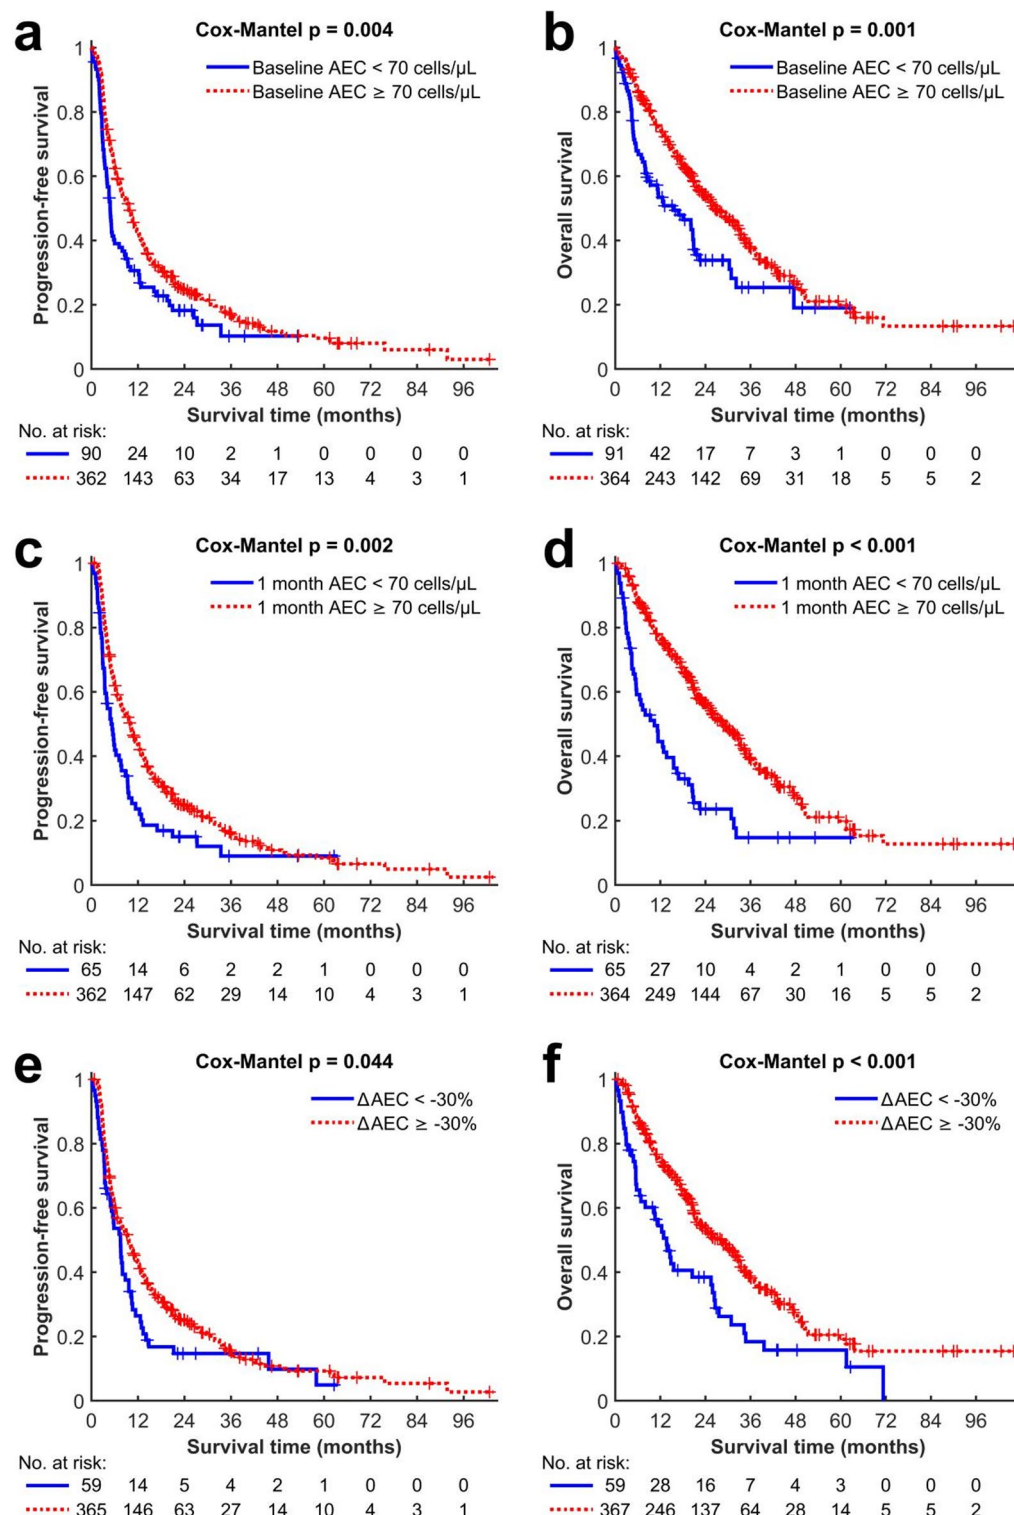 a
Cox-Mantel p = 0.004
Baseline AEC < 70 cells/µL
Baseline AEC ≥ 70 cells/µL
Progression-free survival
1
0.8
0.6
0.4
0.2
0
0 12 24 36 48 60 72 84 96
Survival time (months)
No. at risk:
90 24 10 2 1 0 0 0 0
362 143 63 34 17 13 4 3 1
b
Cox-Mantel p = 0.001
Baseline AEC < 70 cells/µL
Baseline AEC ≥ 70 cells/µL
Overall survival
1
0.8
0.6
0.4
0.2
0
0 12 24 36 48 60 72 84 96
Survival time (months)
No. at risk:
91 42 17 7 3 1 0 0 0
364 243 142 69 31 18 5 5 2
c
Cox-Mantel p = 0.002
1 month AEC < 70 cells/µL
1 month AEC ≥ 70 cells/µL
Progression-free survival
1
0.8
0.6
0.4
0.2
0
0 12 24 36 48 60 72 84 96
Survival time (months)
No. at risk:
65 14 6 2 2 1 0 0 0
362 147 62 29 14 10 4 3 1
d
Cox-Mantel p < 0.001
1 month AEC < 70 cells/µL
1 month AEC ≥ 70 cells/µL
Overall survival
1
0.8
0.6
0.4
0.2
0
0 12 24 36 48 60 72 84 96
Survival time (months)
No. at risk:
65 27 10 4 2 1 0 0 0
364 249 144 67 30 16 5 5 2
e
Cox-Mantel p = 0.044
ΔAEC < -30%
ΔAEC ≥ -30%
Progression-free survival
1
0.8
0.6
0.4
0.2
0
0 12 24 36 48 60 72 84 96
Survival time (months)
No. at risk:
59 14 5 4 2 1 0 0 0
365 146 63 27 14 10 4 3 1
f
Cox-Mantel p < 0.001
ΔAEC < -30%
ΔAEC ≥ -30%
Overall survival
1
0.8
0.6
0.4
0.2
0
0 12 24 36 48 60 72 84 96
Survival time (months)
No. at risk:
59 28 16 7 4 3 0 0 0
367 246 137 64 28 14 5 5 2